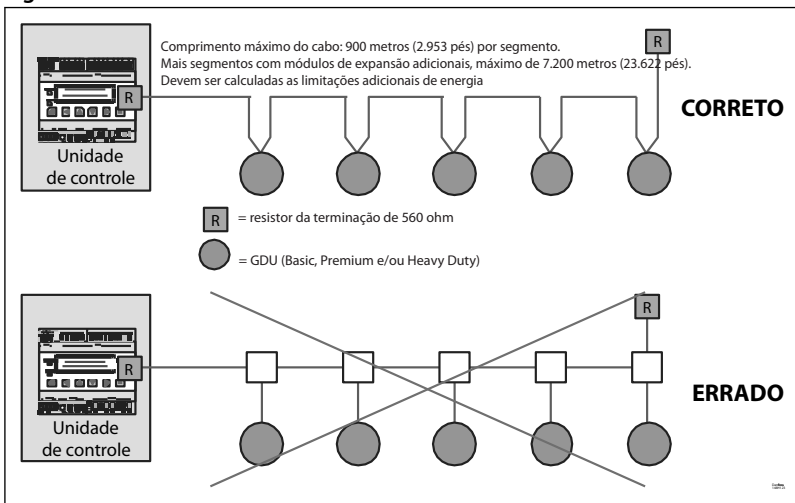 Comprimento máximo do cabo: 900 metros (2.953 pés) por segmento.
Mais segmentos com módulos de expansão adicionais, máximo de 7.200 metros (23.622 pés).
Devem ser calculadas as limitações adicionais de energia
R
R
CORRETO
Unidade
de controle
R
= resistor da terminação de 560 ohm
= GDU (Basic, Premium e/ou Heavy Duty)
R
R
ERRADO
Unidade
de controle